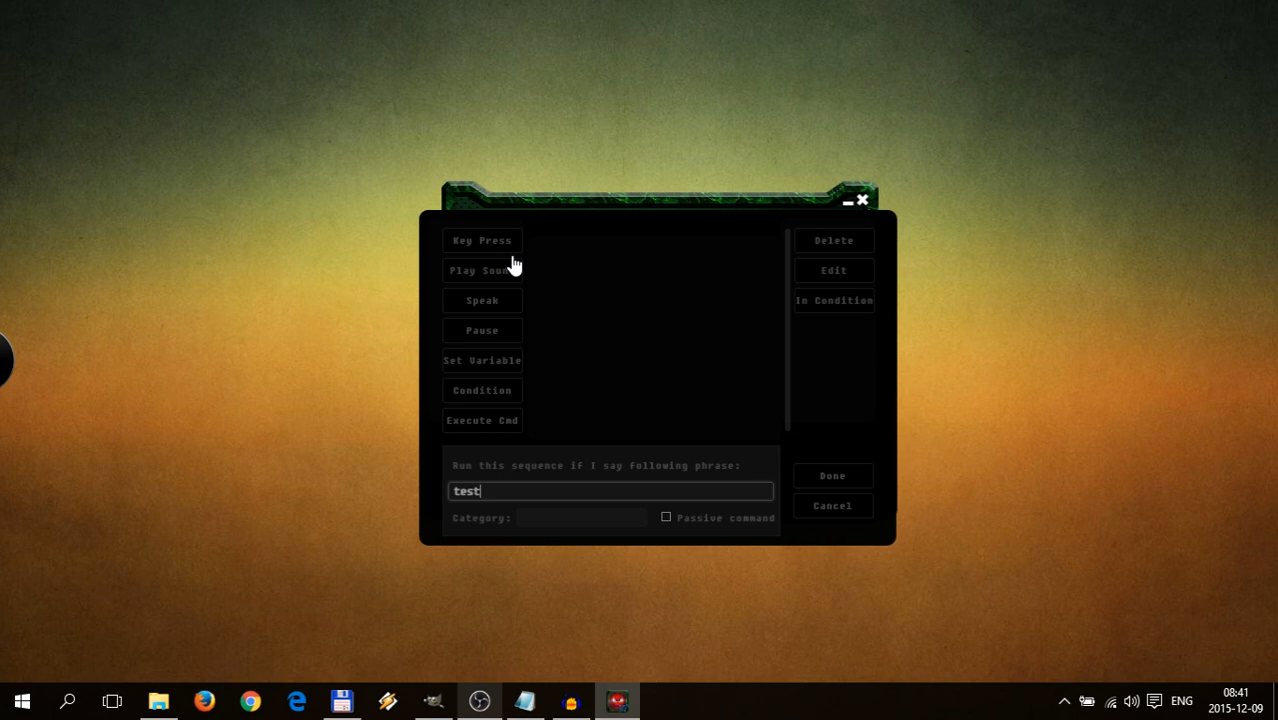 Key Press
Delete
Play Soun
Edit
Speak
In Condition
Pause
Set Variable
Condition
Execute Cmd
Run this sequence if I say following phrase:
test
Done
Cancel
Category:
Passive command
ENG
08:41
2015-12-09